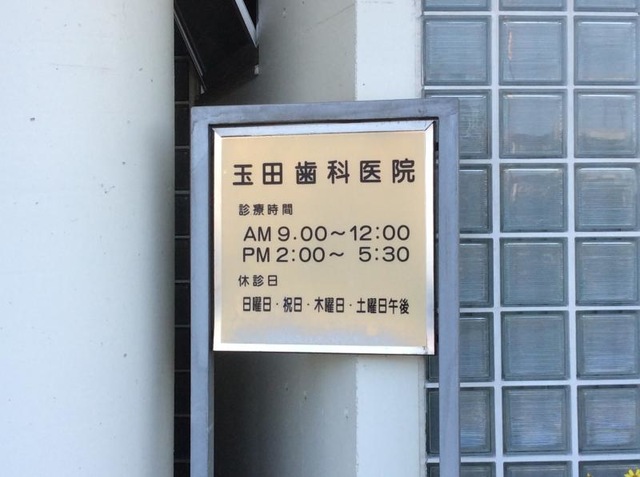 玉田歯科医院
診療時間
AM 9.00～12:00
PM 2:00～ 5:30
休診日
日曜日・祝日・木曜日・土曜日午後